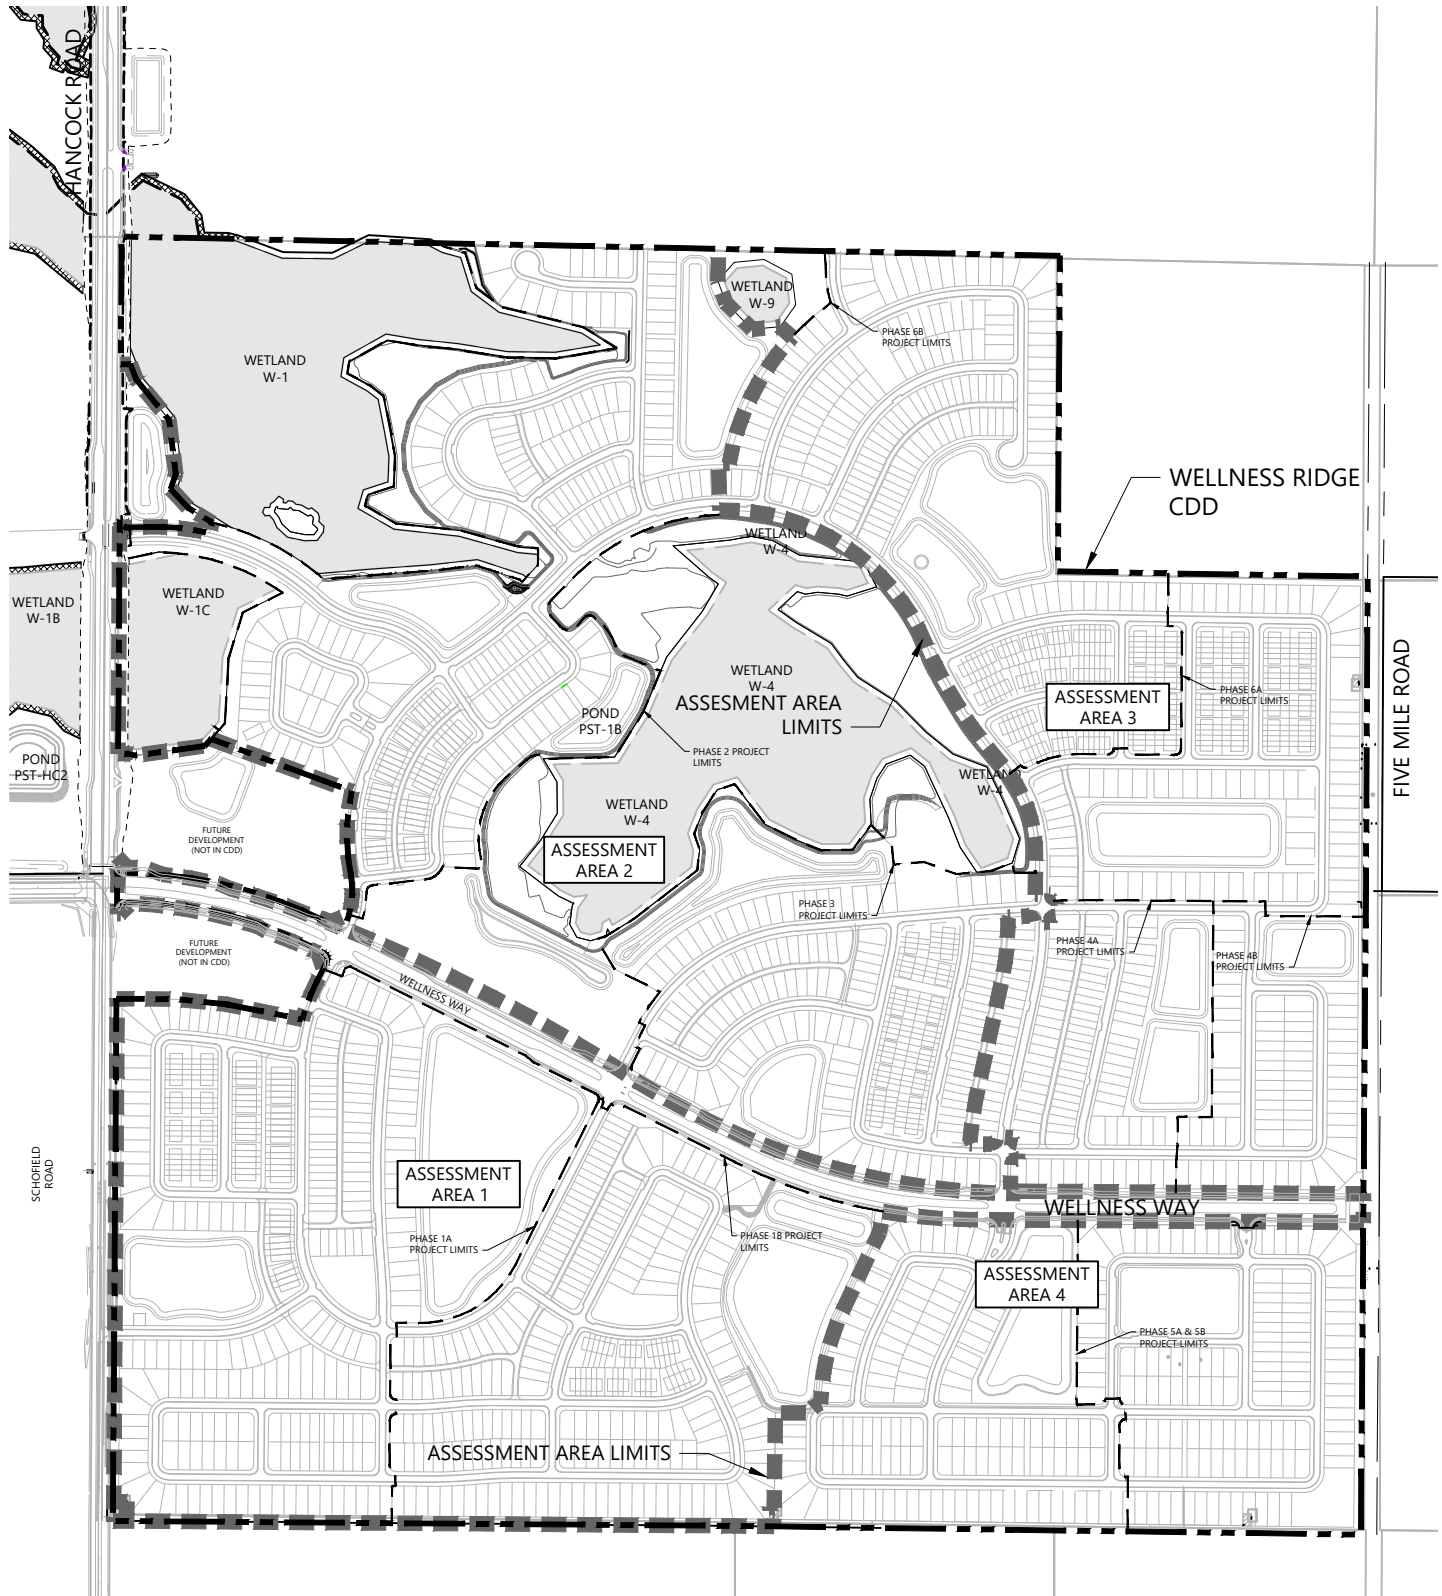 HANCOCK ROAD
WETLAND
W-9
PHASE 6B
PROJECT LIMITS
WETLAND
W-1
WELLNESS RIDGE
CDD
WETLAND
W-4
WETLAND
W-1B
WETLAND
W-1C
WETLAND
W-4
ASSESMENT AREA
LIMITS
ASSESSMENT
AREA 3
PHASE 6A
PROJECT LIMITS
FIVE MILE ROAD
POND
PST-1B
PHASE 2 PROJECT
LIMITS
POND
PST-HC2
WETLAND
W-4
WETLAND
W-4
FUTURE
DEVELOPMENT
(NOT IN CDD)
ASSESSMENT
AREA 2
PHASE 3
PROJECT LIMITS
FUTURE
DEVELOPMENT
(NOT IN CDD)
PHASE 4A
PROJECT LIMITS
PHASE 4B
PROJECT LIMITS
WELLNESS WAY
SCHOFIELD
ROAD
ASSESSMENT
AREA 1
WELLNESS WAY
PHASE 1A
PROJECT LIMITS
PHASE 1B PROJECT
LIMITS
ASSESSMENT
AREA 4
PHASE 5A & 5B
PROJECT LIMITS
ASSESSMENT AREA LIMITS